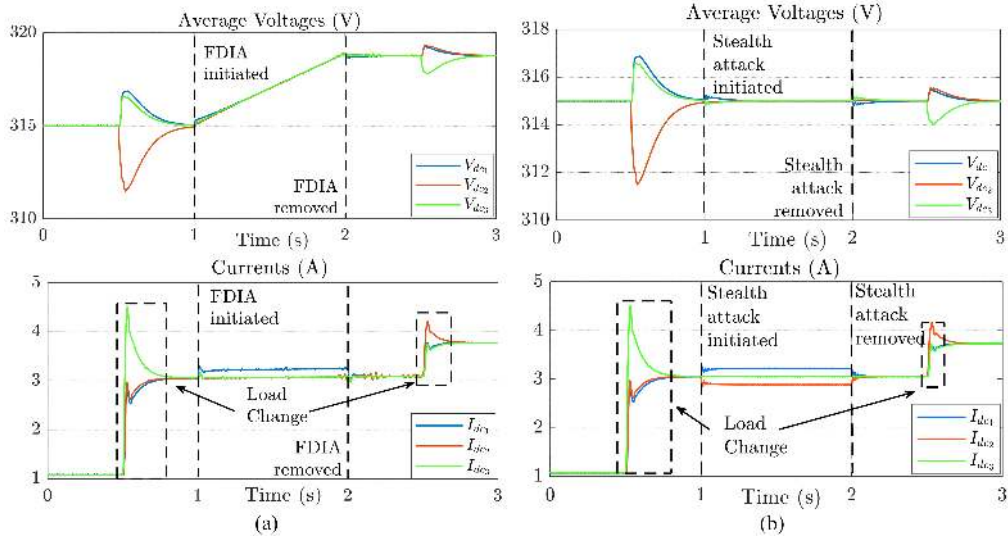 Average Voltages (V)
320
315
310
FDIA
initiated
FDIA
removed
Vdc1
Vdc2
Vdc3
0
1
2
3
Time (s)
Currents (A)
5
4
3
2
1
FDIA
initiated
Load
Change
FDIA
removed
Idc1
Idc2
Idc3
0
1
2
3
Time (s)
(a)
Average Voltages (V)
318
316
314
312
310
Stealth
attack
initiated
Stealth
attack
removed
Vdc1
Vdc2
Vdc3
0
1
2
3
Time (s)
Currents (A)
5
4
3
2
1
Stealth
attack
initiated
Stealth
attack
removed
Load
Change
Idc1
Idc2
Idc3
0
1
2
3
Time (s)
(b)